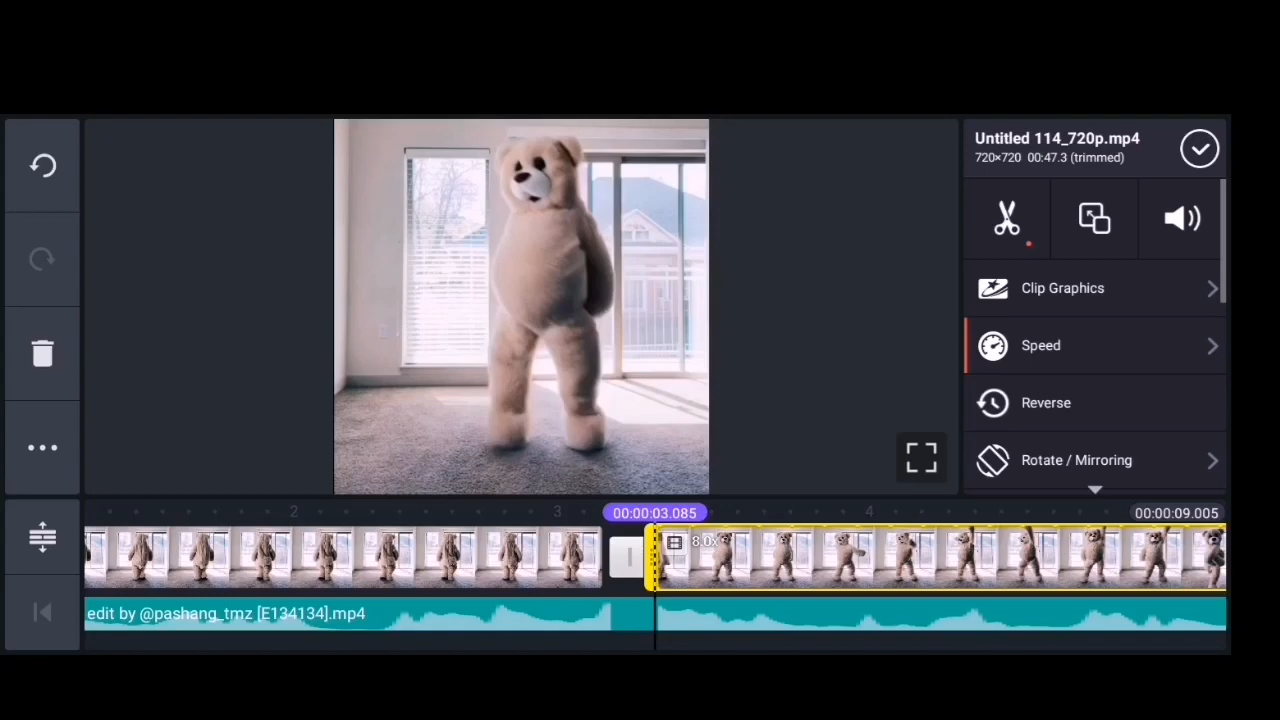 Untitled 114_720p.mp4
720×720 00:47.3 (trimmed)
Clip Graphics
Speed
Reverse
Rotate / Mirroring
2
3
00:00:03.085
4
00:00:09.005
8.0x
edit by @pashang_tmz [E134134].mp4